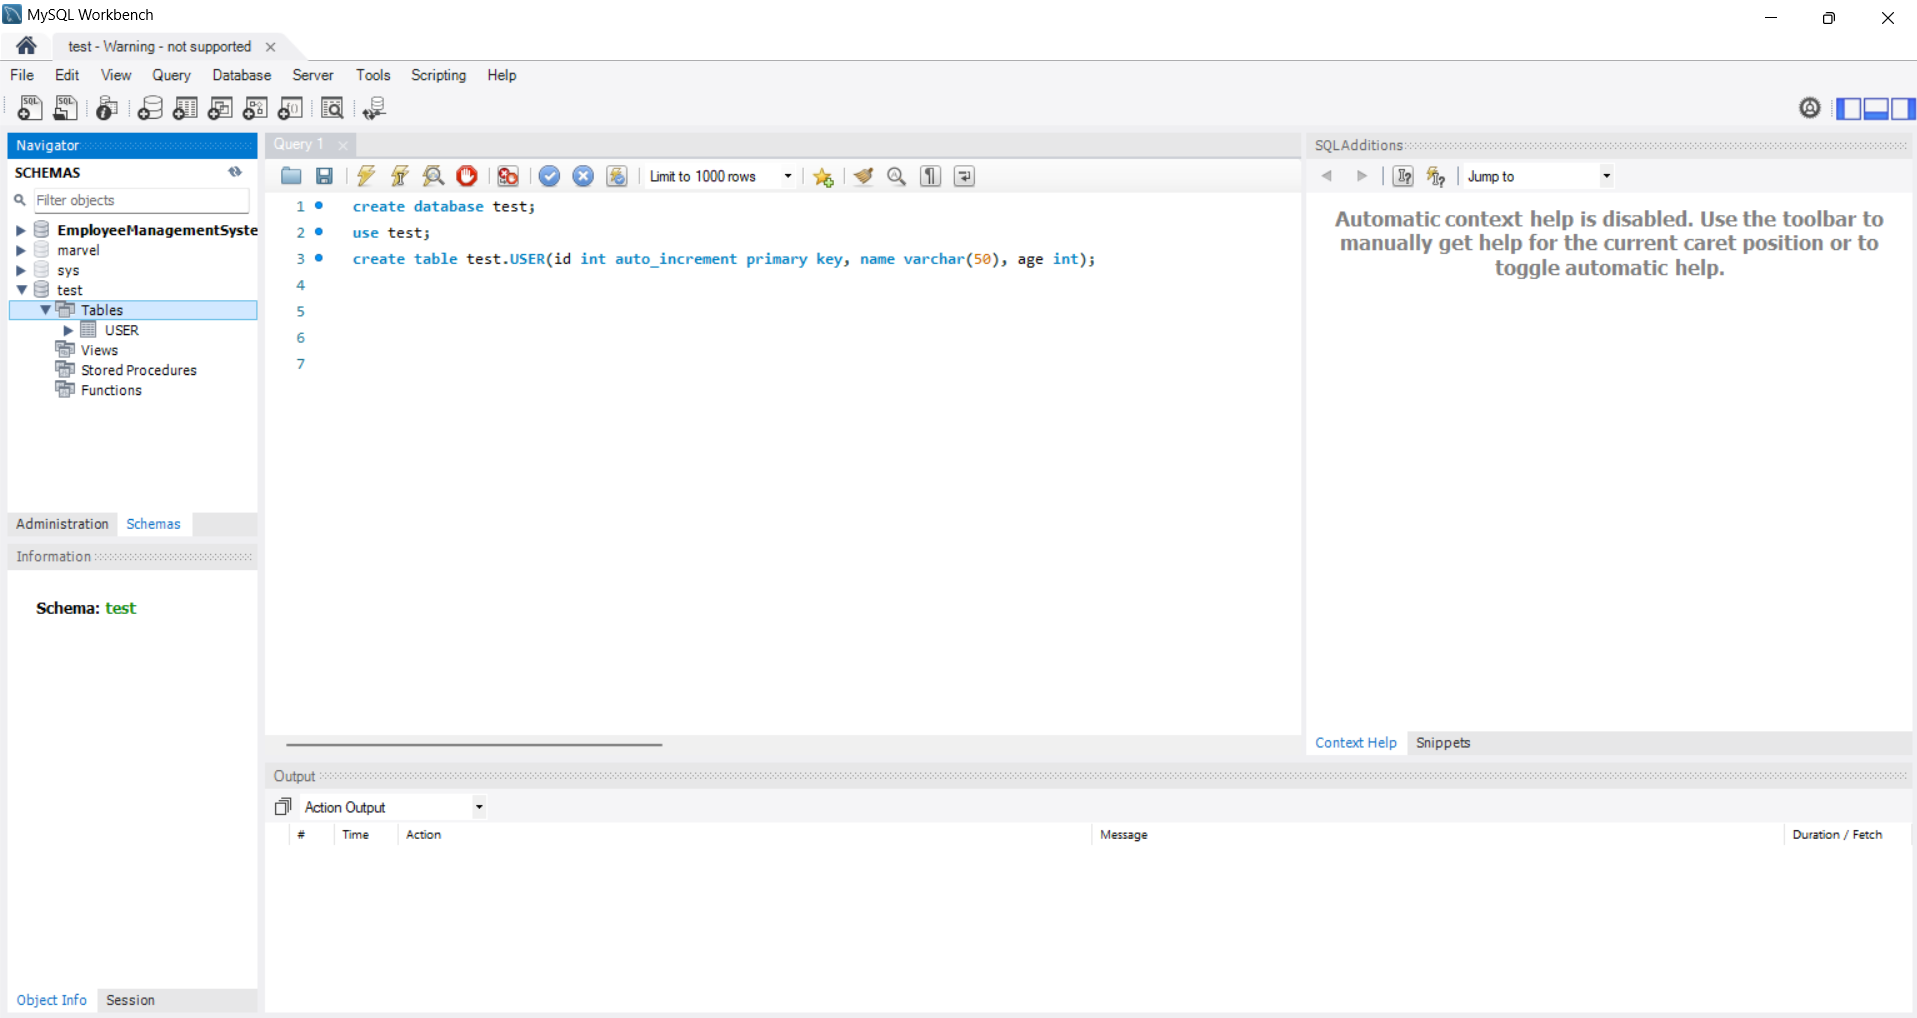 MySQL Workbench
test - Warning - not supported
File Edit View Query Database Server Tools Scripting Help
Navigator
SCHEMAS
Filter objects
EmployeeManagementSyste
marvel
sys
test
Tables
USER
Views
Stored Procedures
Functions
Administration Schemas
Information
Schema: test
Object Info Session
Query 1
Limit to 1000 rows
1 create database test;
2 use test;
3 create table test.USER(id int auto_increment primary key, name varchar(50), age int);
4
5
6
7
SQLAdditions
Jump to
Automatic context help is disabled. Use the toolbar to
manually get help for the current caret position or to
toggle automatic help.
Context Help Snippets
Output
Action Output
# Time Action Message Duration / Fetch